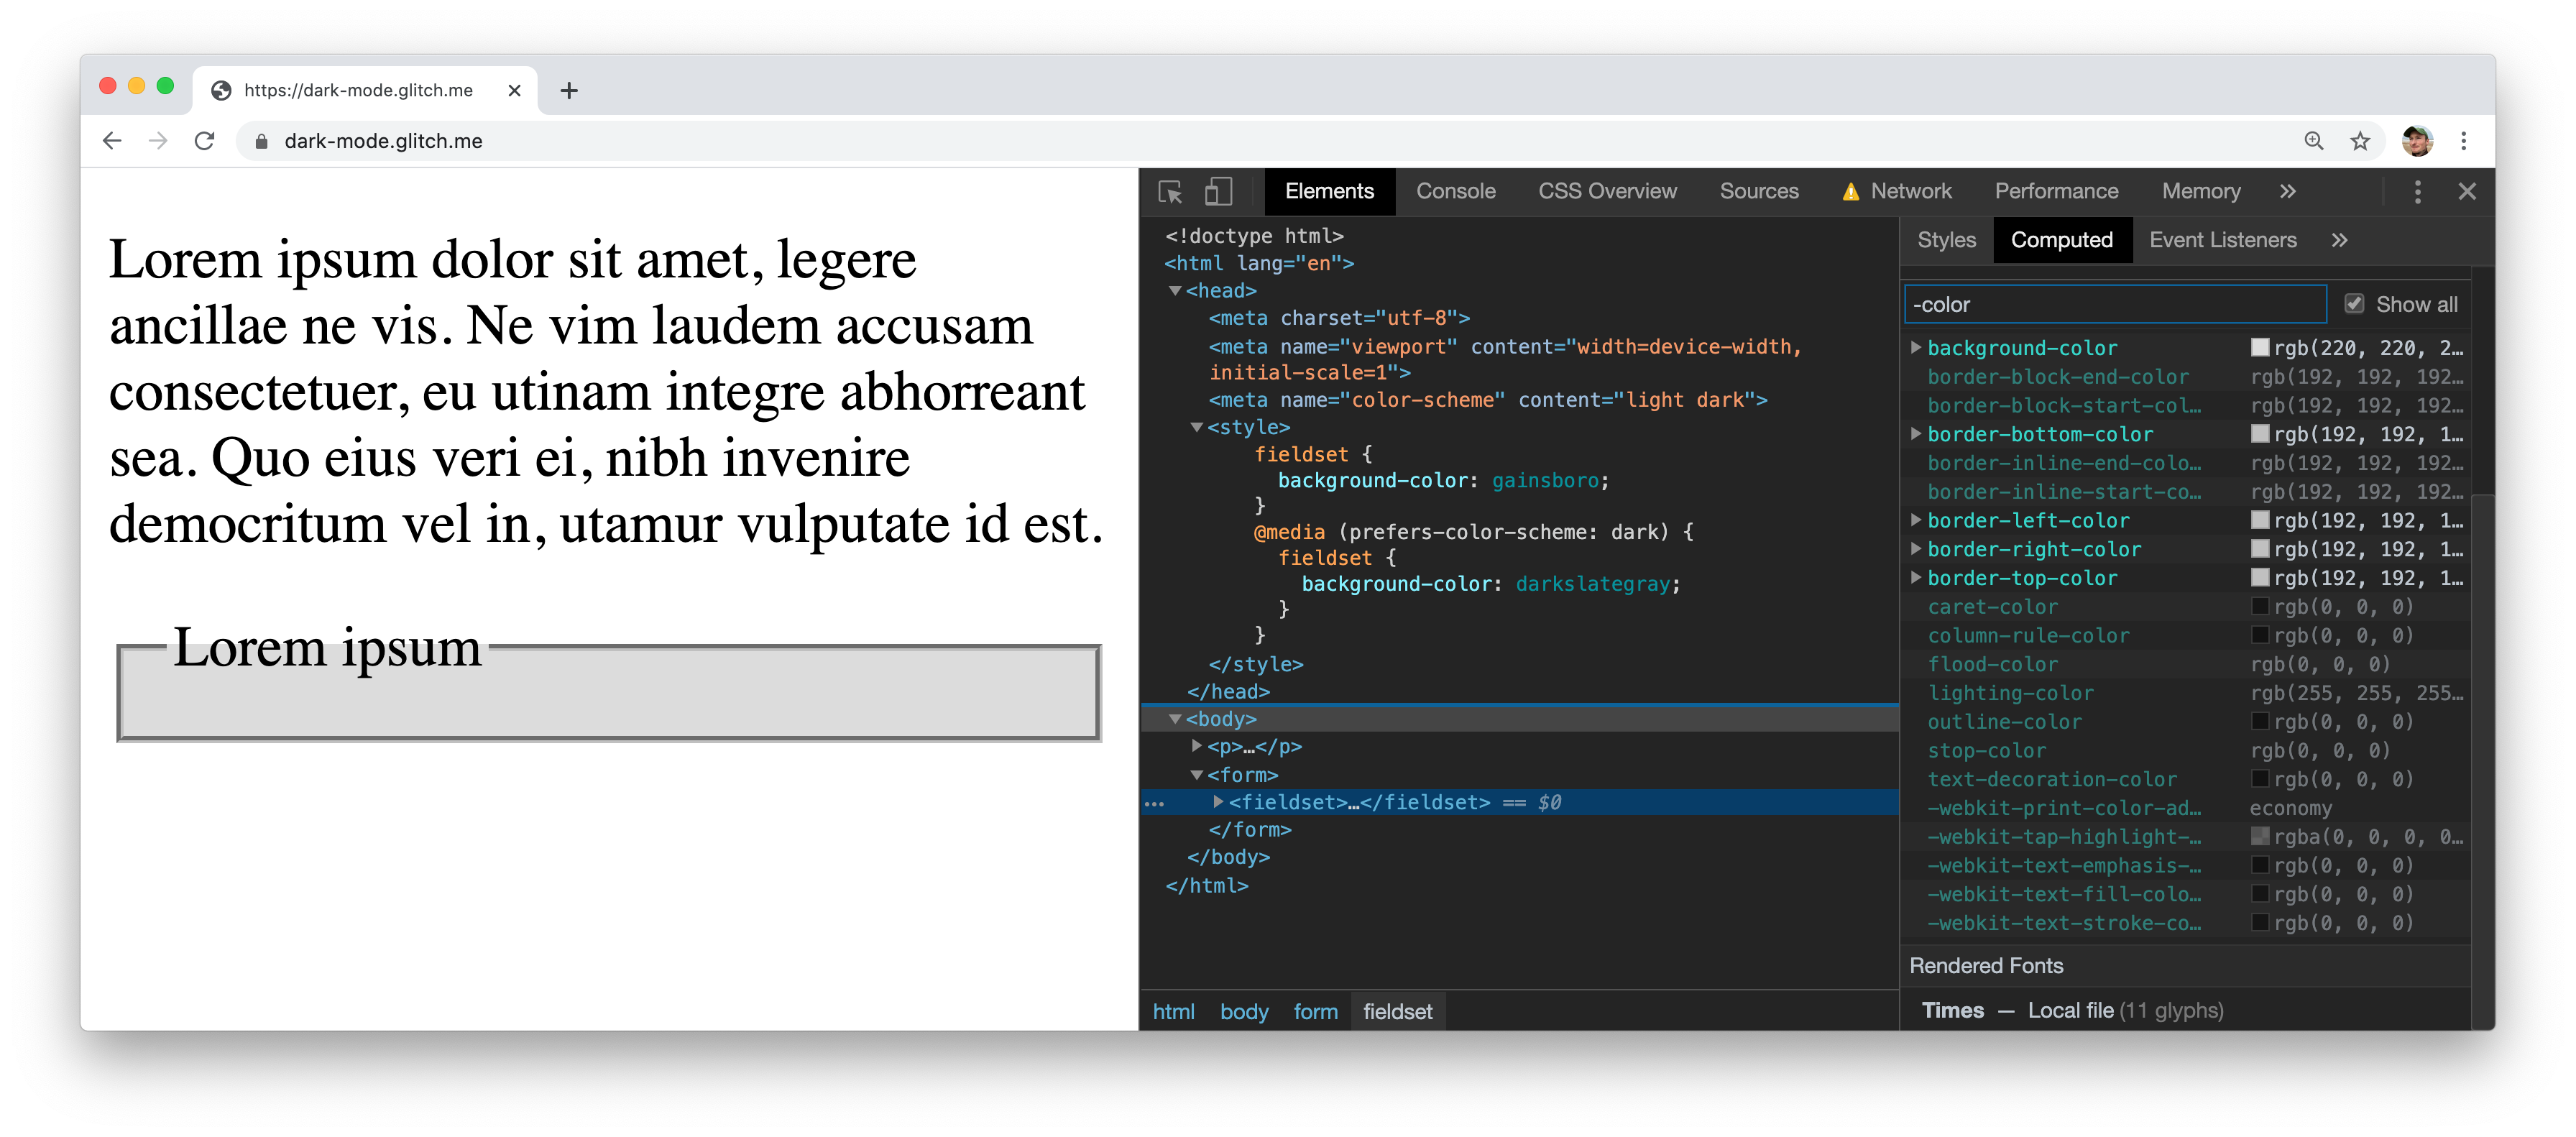 https://dark-mode.glitch.me
dark-mode.glitch.me
Lorem ipsum dolor sit amet, legere
ancillae ne vis. Ne vim laudem accusam
consectetuer, eu utinam integre abhorreant
sea. Quo eius veri ei, nibh invenire
democritum vel in, utamur vulputate id est.
Lorem ipsum
Elements Console CSS Overview Sources Network Performance Memory »
<!doctype html>
<html lang="en">
<head>
<meta charset="utf-8">
<meta name="viewport" content="width=device-width,
initial-scale=1">
<meta name="color-scheme" content="light dark">
<style>
fieldset {
background-color: gainsboro;
}
@media (prefers-color-scheme: dark) {
fieldset {
background-color: darkslategray;
}
}
</style>
</head>
<body>
<p>…</p>
<form>
… <fieldset>…</fieldset> == $0
</form>
</body>
</html>
html body form fieldset
Styles Computed Event Listeners »
-color Show all
background-color rgb(220, 220, 2…
border-block-end-color rgb(192, 192, 192…
border-block-start-col… rgb(192, 192, 192…
border-bottom-color rgb(192, 192, 1…
border-inline-end-colo… rgb(192, 192, 192…
border-inline-start-co… rgb(192, 192, 192…
border-left-color rgb(192, 192, 1…
border-right-color rgb(192, 192, 1…
border-top-color rgb(192, 192, 1…
caret-color rgb(0, 0, 0)
column-rule-color rgb(0, 0, 0)
flood-color rgb(0, 0, 0)
lighting-color rgb(255, 255, 255…
outline-color rgb(0, 0, 0)
stop-color rgb(0, 0, 0)
text-decoration-color rgb(0, 0, 0)
-webkit-print-color-ad… economy
-webkit-tap-highlight-… rgba(0, 0, 0, 0…
-webkit-text-emphasis-… rgb(0, 0, 0)
-webkit-text-fill-colo… rgb(0, 0, 0)
-webkit-text-stroke-co… rgb(0, 0, 0)
Rendered Fonts
Times — Local file (11 glyphs)